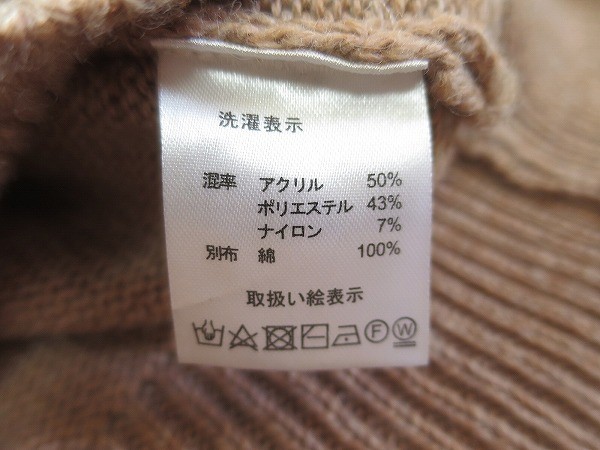 洗濯表示
混率 アクリル 50%
ポリエステル 43%
ナイロン 7%
別布 綿 100%
取扱い絵表示
F W